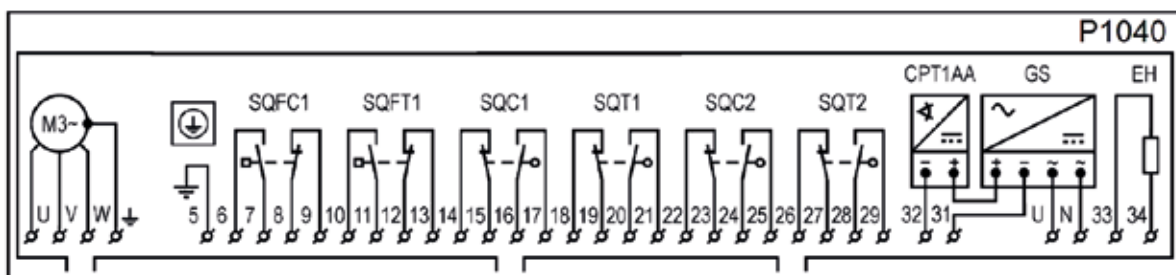 P1040
CPT1AA GS EH
SQFC1 SQFT1 SQC1 SQT1 SQC2 SQT2
M3~
− + + − ~ ~
U V W 5 6 7 8 9 10 11 12 13 14 15 16 17 18 19 20 21 22 23 24 25 26 27 28 29 32 31 U N 33 34